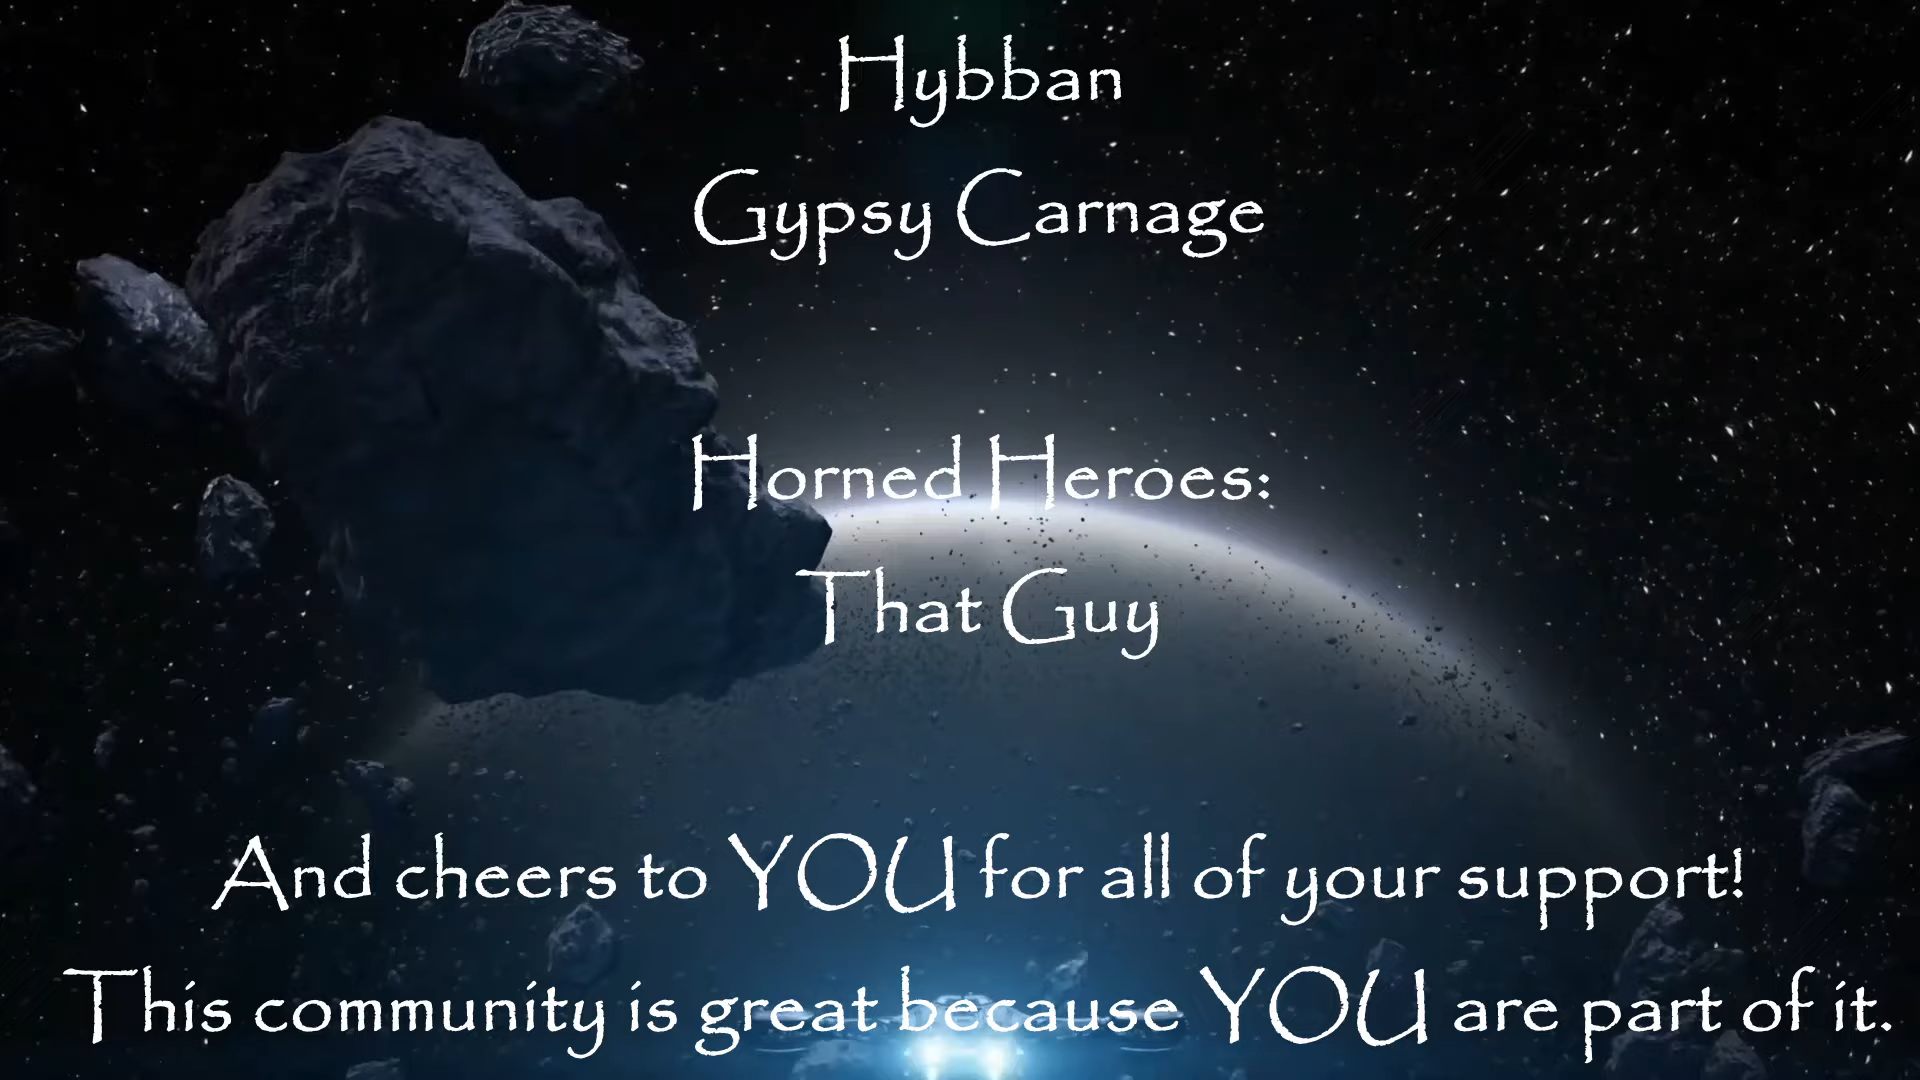 Hybban
Gypsy Carnage
Horned Heroes:
That Guy
And cheers to YOU for all of your support!
This community is great because YOU are part of it.